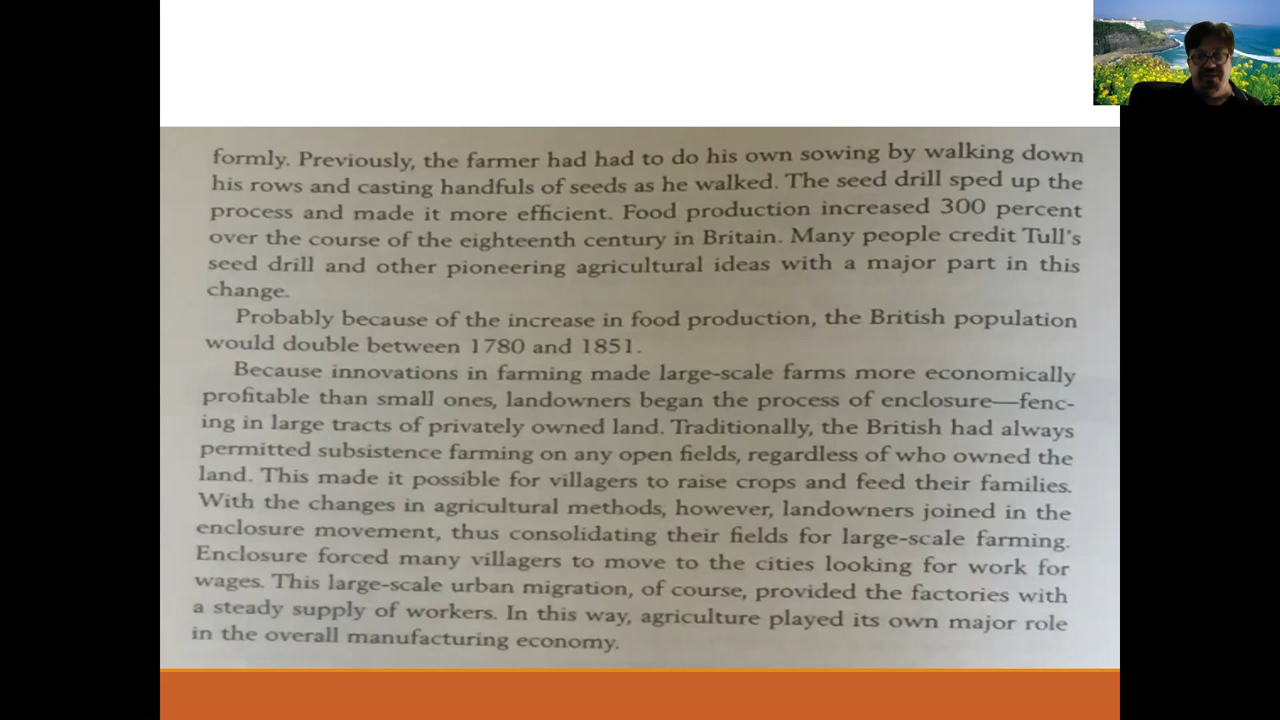 formly. Previously, the farmer had had to do his own sowing by walking down
his rows and casting handfuls of seeds as he walked. The seed drill sped up the
process and made it more efficient. Food production increased 300 percent
over the course of the eighteenth century in Britain. Many people credit Tull's
seed drill and other pioneering agricultural ideas with a major part in this
change.
Probably because of the increase in food production, the British population
would double between 1780 and 1851.
Because innovations in farming made large-scale farms more economically
profitable than small ones, landowners began the process of enclosure—fenc-
ing in large tracts of privately owned land. Traditionally, the British had always
permitted subsistence farming on any open fields, regardless of who owned the
land. This made it possible for villagers to raise crops and feed their families.
With the changes in agricultural methods, however, landowners joined in the
enclosure movement, thus consolidating their fields for large-scale farming.
Enclosure forced many villagers to move to the cities looking for work for
wages. This large-scale urban migration, of course, provided the factories with
a steady supply of workers. In this way, agriculture played its own major role
in the overall manufacturing economy.